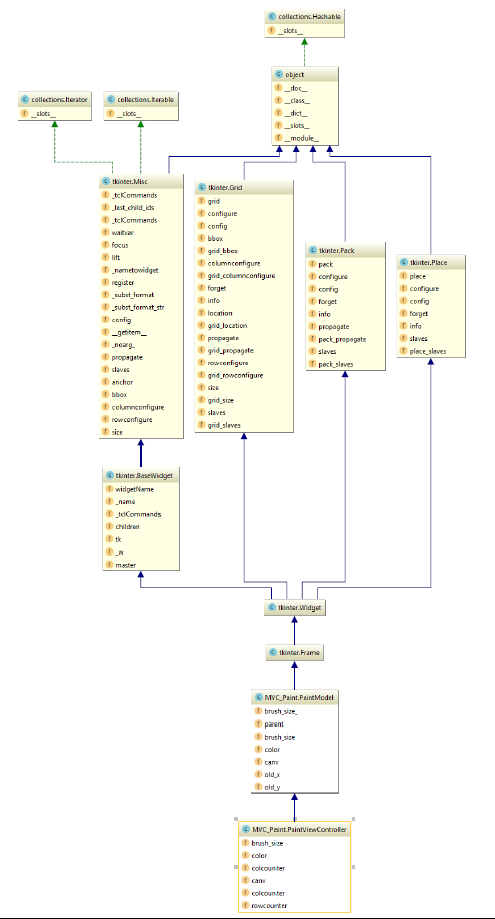 collections.Hashable
__slots__
object
__doc__
__class__
__dict__
__slots__
__module__
collections.Iterator
__slots__
collections.Iterable
__slots__
tkinter.Misc
_tclCommands
_last_child_ids
_tclCommands
waitvar
focus
lift
_nametowidget
register
_subst_format
_subst_format_str
config
__getitem__
_noarg_
propagate
slaves
anchor
bbox
columnconfigure
rowconfigure
size
tkinter.Grid
grid
configure
config
bbox
grid_bbox
columnconfigure
grid_columnconfigure
forget
info
location
grid_location
propagate
grid_propagate
rowconfigure
grid_rowconfigure
size
grid_size
slaves
grid_slaves
tkinter.Pack
pack
configure
config
forget
info
propagate
pack_propagate
slaves
pack_slaves
tkinter.Place
place
configure
config
forget
info
slaves
place_slaves
tkinter.BaseWidget
widgetName
_name
_tclCommands
children
tk
_w
master
tkinter.Widget
tkinter.Frame
MVC_Paint.PaintModel
brush_size_
parent
brush_size
color
canv
old_x
old_y
MVC_Paint.PaintViewController
brush_size
color
colcounter
canv
colcounter
rowcounter